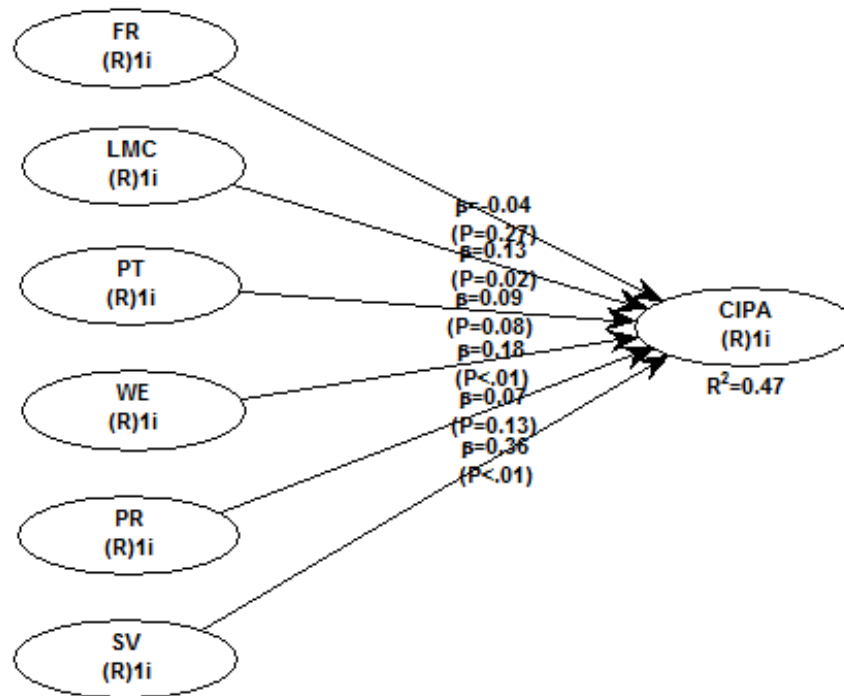 FR
(R)1i
LMC
(R)1i
PT
(R)1i
WE
(R)1i
PR
(R)1i
SV
(R)1i
β=-0.04
(P=0.27)
β=0.13
(P=0.02)
β=0.09
(P=0.08)
β=0.18
(P<.01)
β=0.07
(P=0.13)
β=0.36
(P<.01)
CIPA
(R)1i
R²=0.47